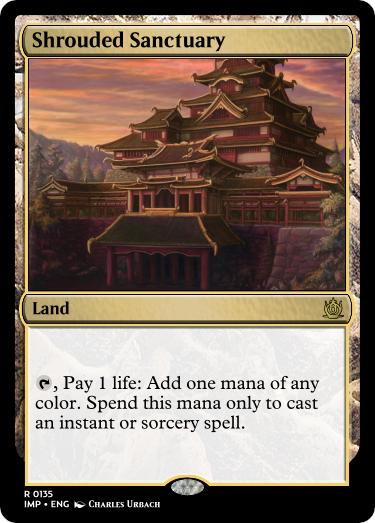 Shrouded Sanctuary
Land
, Pay 1 life: Add one mana of any
color. Spend this mana only to cast
an instant or sorcery spell.
R 0135
IMP • ENG Charles Urbach